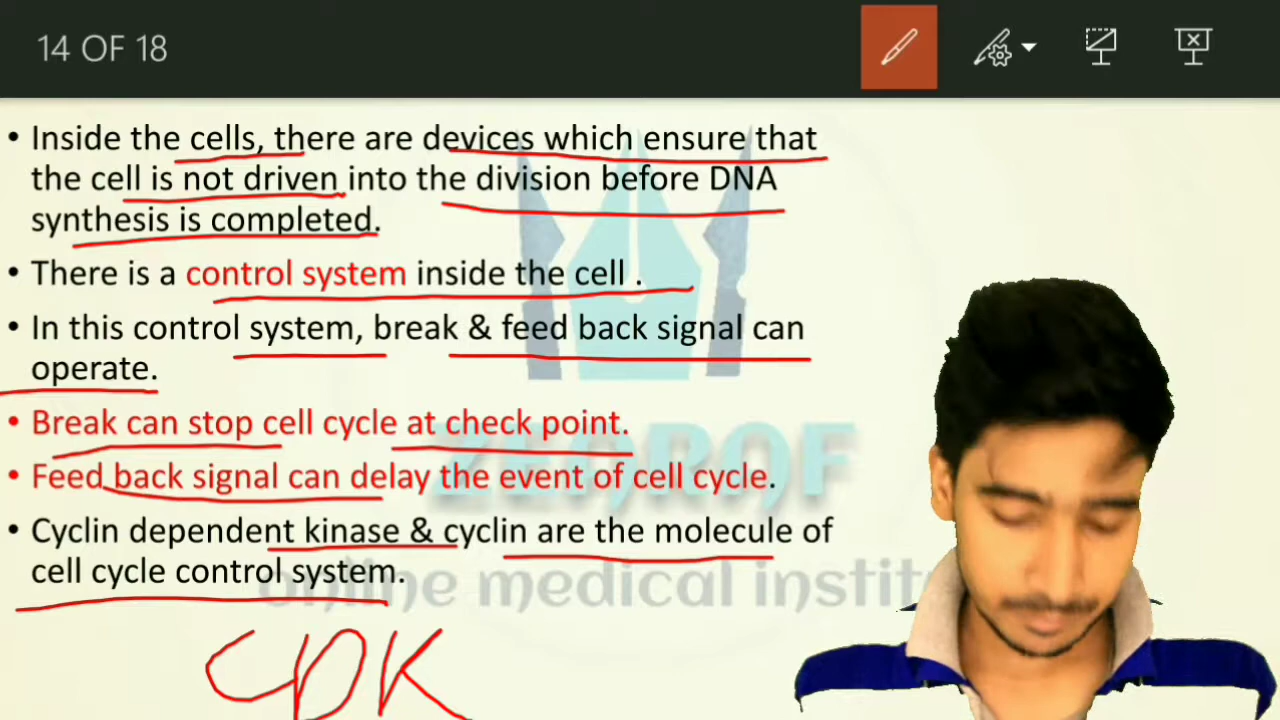 14 OF 18
• Inside the cells, there are devices which ensure that
the cell is not driven into the division before DNA
synthesis is completed.
• There is a control system inside the cell .
• In this control system, break & feed back signal can
operate.
• Break can stop cell cycle at check point.
• Feed back signal can delay the event of cell cycle.
• Cyclin dependent kinase & cyclin are the molecule of
cell cycle control system.
online medical instit
CDK